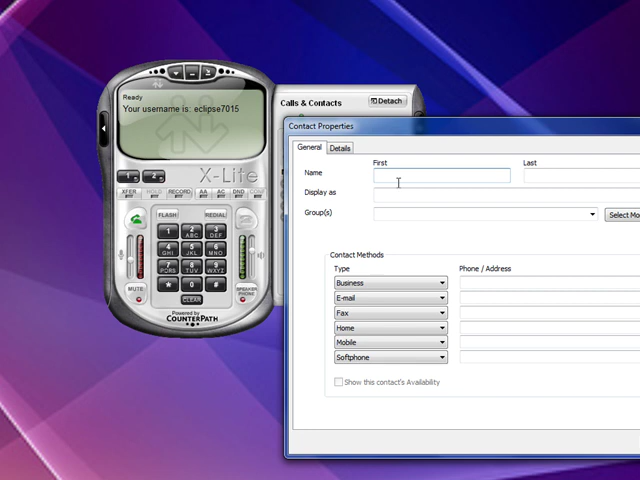 Ready
Your username is: eclipse7015
X-Lite
1 2
XFER HOLD RECORD AA AC DND CONF
FLASH REDIAL
1 2 ABC 3 DEF
4 GHI 5 JKL 6 MNO
7 PQRS 8 TUV 9 WXYZ
* 0 #
MUTE CLEAR SPEAKER PHONE
Powered by
COUNTERPATH
Calls & Contacts Detach
Contact Properties
General Details
First Last
Name
Display as
Group(s) Select Mo
Contact Methods
Type Phone / Address
Business
E-mail
Fax
Home
Mobile
Softphone
Show this contact's Availability